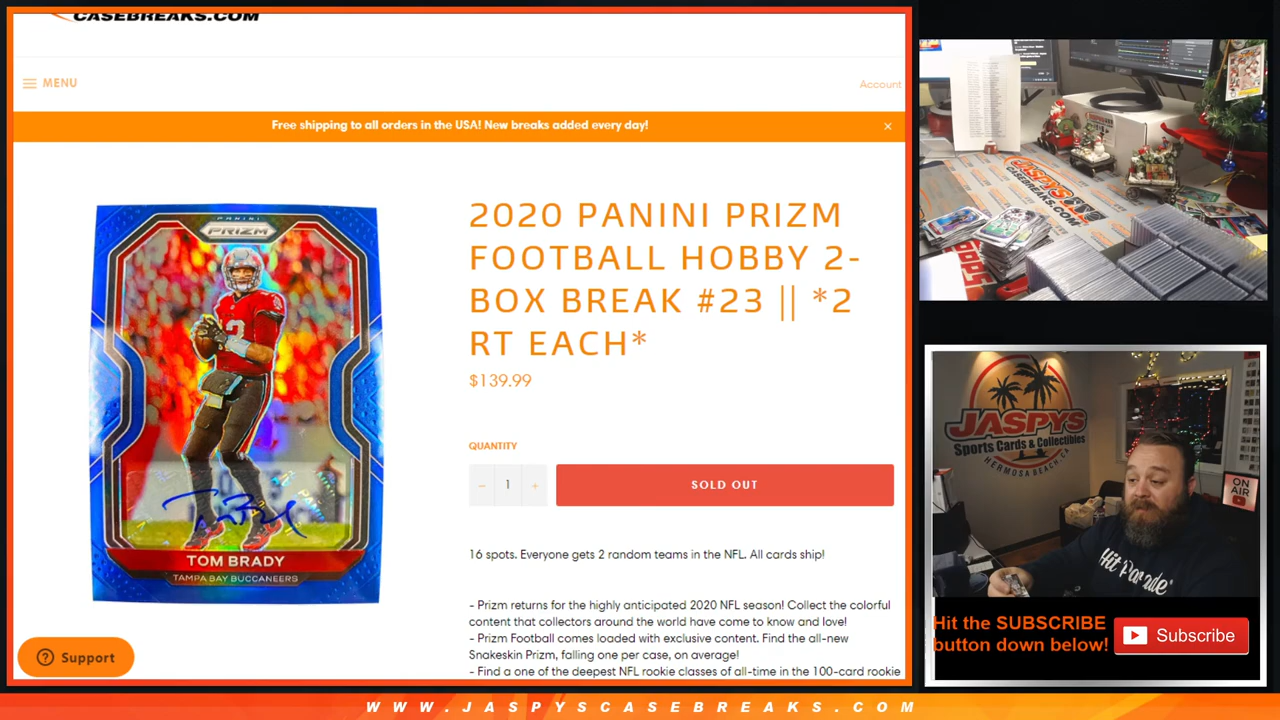 CASEBREAKS.COM
MENU
Account
Free shipping to all orders in the USA! New breaks added every day!
×
PANINI
PRIZM
TOM BRADY
TAMPA BAY BUCCANEERS
2020 PANINI PRIZM
FOOTBALL HOBBY 2-
BOX BREAK #23 || *2
RT EACH*
$139.99
QUANTITY
− 1 +
SOLD OUT
16 spots. Everyone gets 2 random teams in the NFL. All cards ship!
- Prizm returns for the highly anticipated 2020 NFL season! Collect the colorful
content that collectors around the world have come to know and love!
- Prizm Football comes loaded with exclusive content. Find the all-new
Snakeskin Prizm, falling one per case, on average!
- Find a one of the deepest NFL rookie classes of all-time in the 100-card rookie
Support
JASPYS
CASEBREAKS.COM
JASPYS
Sports Cards & Collectibles
HERMOSA BEACH, CA
ON
AIR
Hit Parade
Hit the SUBSCRIBE
button down below!
Subscribe
WWW.JASPYSCASEBREAKS.COM